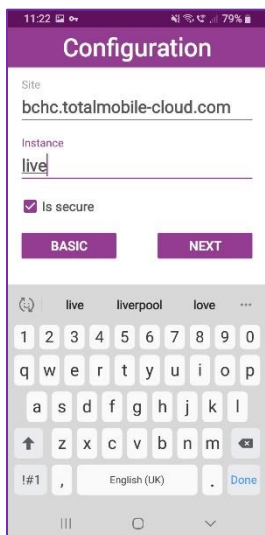 11:22 79%
Configuration
Site
bchc.totalmobile-cloud.com
Instance
live
Is secure
BASIC NEXT
live liverpool love ...
1 2 3 4 5 6 7 8 9 0
q w e r t y u i o p
a s d f g h j k l
z x c v b n m
!#1 , English (UK) . Done